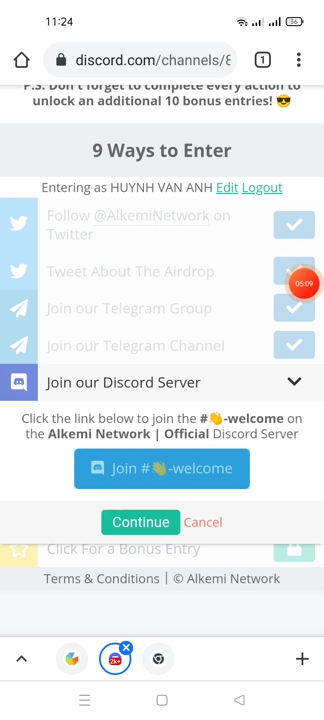 11:24
56
discord.com/channels/8
1
P.S. Don't forget to complete every action to
unlock an additional 10 bonus entries! 😎
9 Ways to Enter
Entering as HUYNH VAN ANH Edit Logout
Follow @AlkemiNetwork on
Twitter
Tweet About The Airdrop
05:09
Join our Telegram Group
Join our Telegram Channel
Join our Discord Server
Click the link below to join the #👋-welcome on
the Alkemi Network | Official Discord Server
Join #👋-welcome
Continue Cancel
Click For a Bonus Entry
Terms & Conditions | © Alkemi Network
2k+